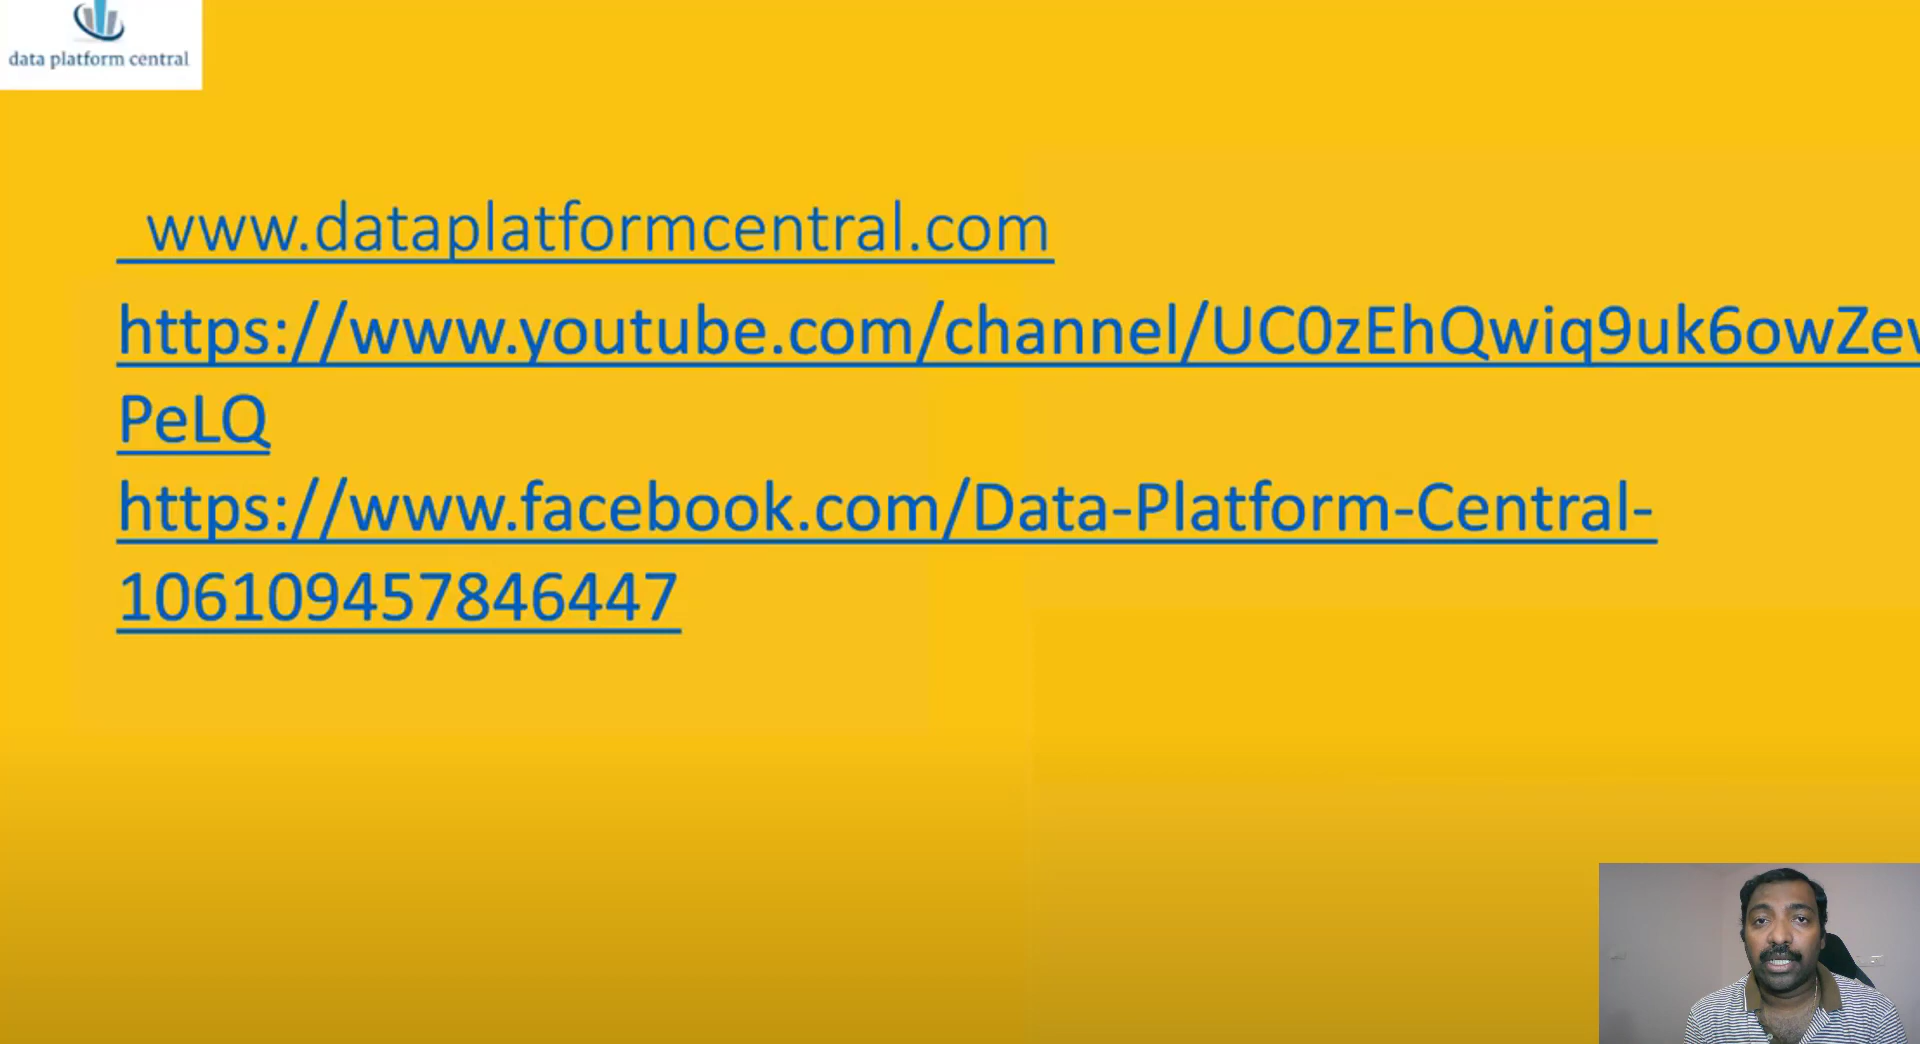 data platform central
www.dataplatformcentral.com
https://www.youtube.com/channel/UC0zEhQwiq9uk6owZew
PeLQ
https://www.facebook.com/Data-Platform-Central-
106109457846447